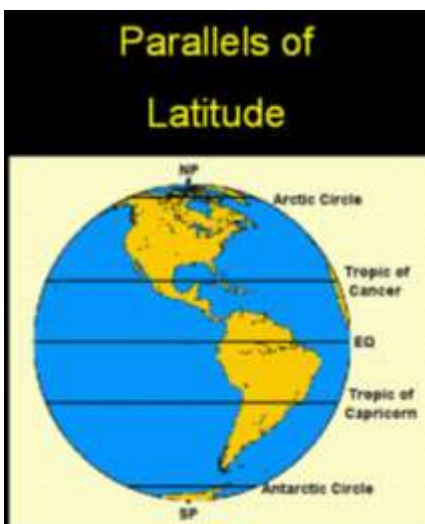 Parallels of
Latitude
NP
Arctic Circle
Tropic of
Cancer
EQ
Tropic of
Capricorn
Antarctic Circle
SP